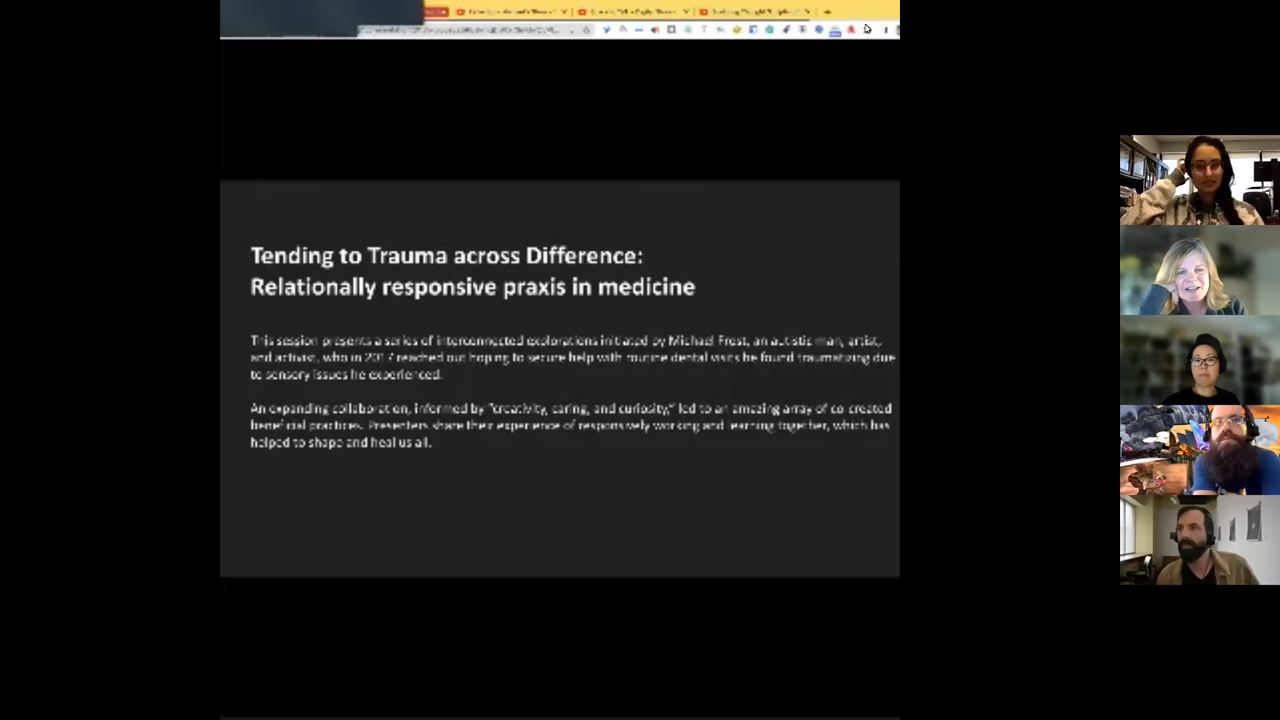 Tending to Trauma across Difference:
Relationally responsive praxis in medicine
This session presents a series of interconnected explorations initiated by Michael Frost, an autistic man, artist,
and activist, who in 2017 reached out hoping to secure help with routine dental visits he found traumatizing due
to sensory issues he experienced.
An expanding collaboration, informed by "creativity, caring, and curiosity," led to an amazing array of co-created
beneficial practices. Presenters share their experience of responsively working and learning together, which has
helped to shape and heal us all.